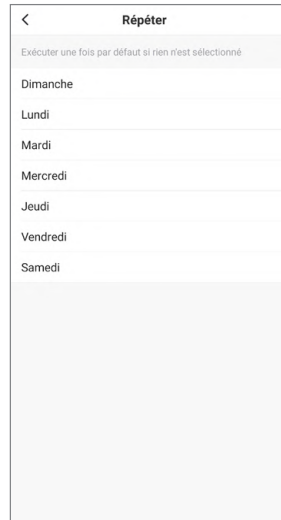 Répéter
Exécuter une fois par défaut si rien n'est sélectionné
Dimanche
Lundi
Mardi
Mercredi
Jeudi
Vendredi
Samedi